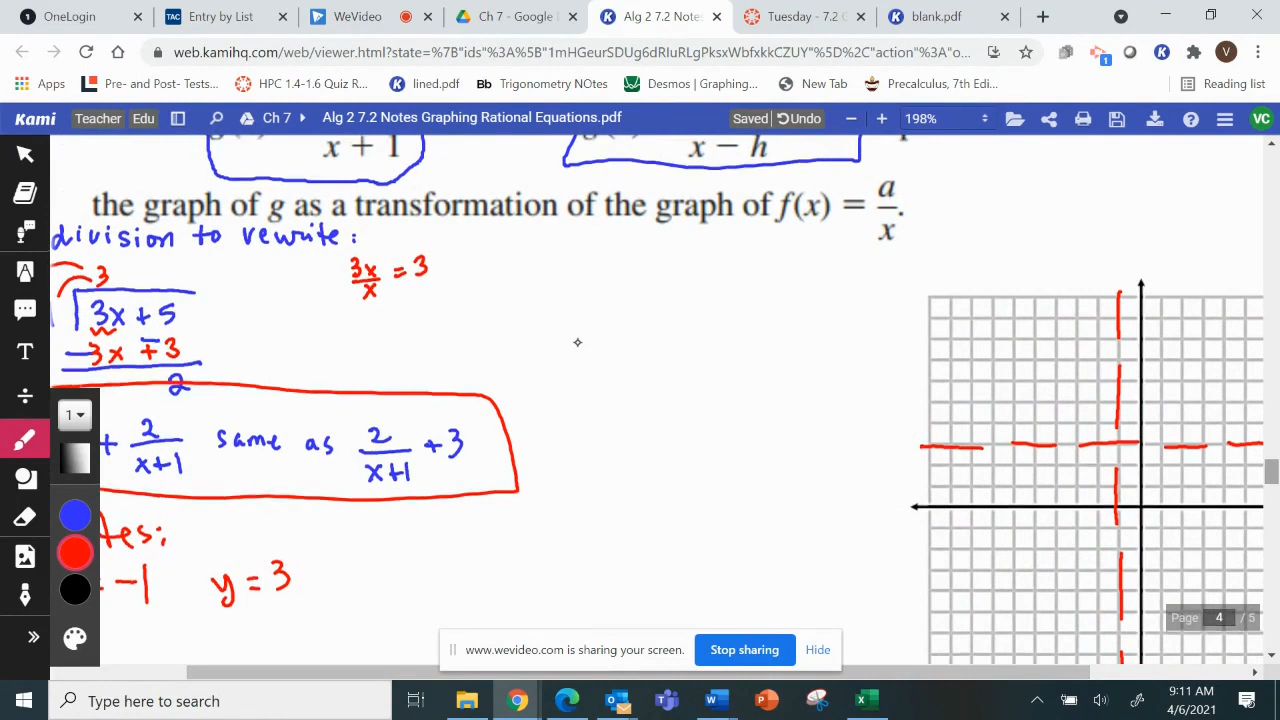 OneLogin
Entry by List
WeVideo
Ch 7 - Google D
Alg 2 7.2 Notes
Tuesday - 7.2 G
blank.pdf
web.kamihq.com/web/viewer.html?state=%7B"ids"%3A%5B"1mHGeurSDUg6dRIuRLgPksxWbfxkkCZUY"%5D%2C"action"%3A"o...
Apps
Pre- and Post- Tests...
HPC 1.4-1.6 Quiz R...
lined.pdf
Bb Trigonometry NOtes
Desmos | Graphing...
New Tab
Precalculus, 7th Edi...
Reading list
Kami Teacher Edu Ch 7 Alg 2 7.2 Notes Graphing Rational Equations.pdf Saved Undo 198% VC
x + 1
x − h
the graph of g as a transformation of the graph of f(x) = a/x.
division to rewrite:
3
3x/x = 3
3x + 5
3x + 3
2
+ 2/(x+1) same as 2/(x+1) + 3
tes:
= -1 y = 3
1
Page 4 / 5
www.wevideo.com is sharing your screen. Stop sharing Hide
Type here to search
9:11 AM
4/6/2021